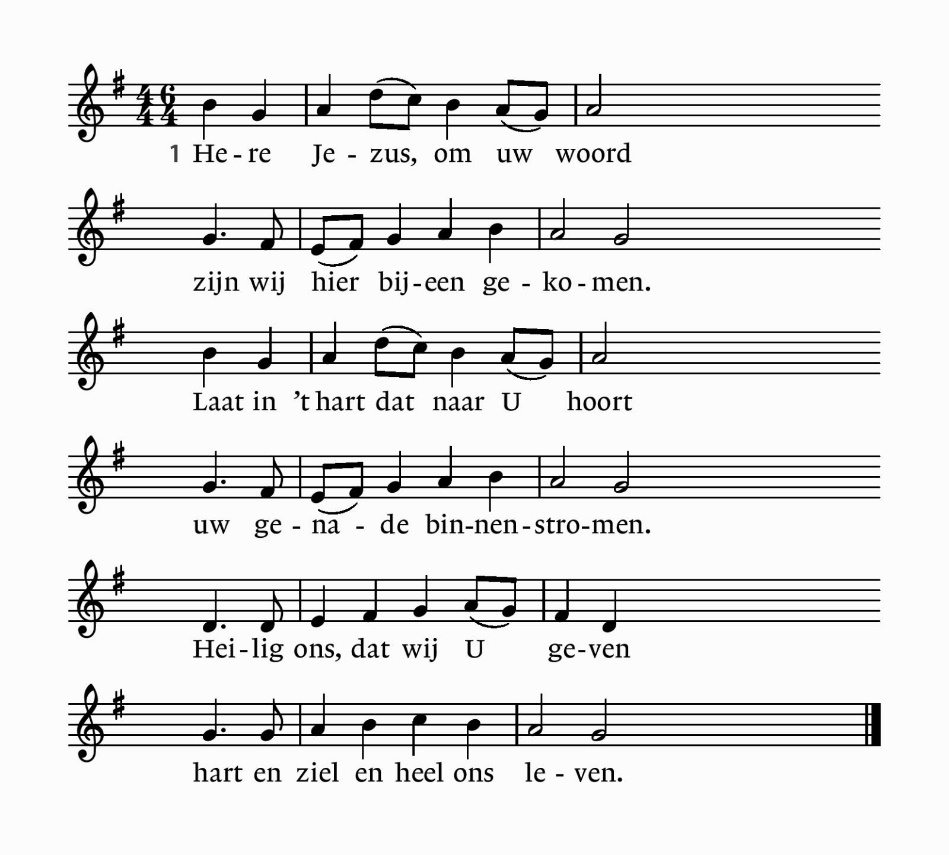 4 6
4 4
1 He - re Je - zus, om uw woord
zijn wij hier bij - een ge - ko - men.
Laat in ’t hart dat naar U hoort
uw ge - na - de bin - nen - stro - men.
Hei - lig ons, dat wij U ge - ven
hart en ziel en heel ons le - ven.